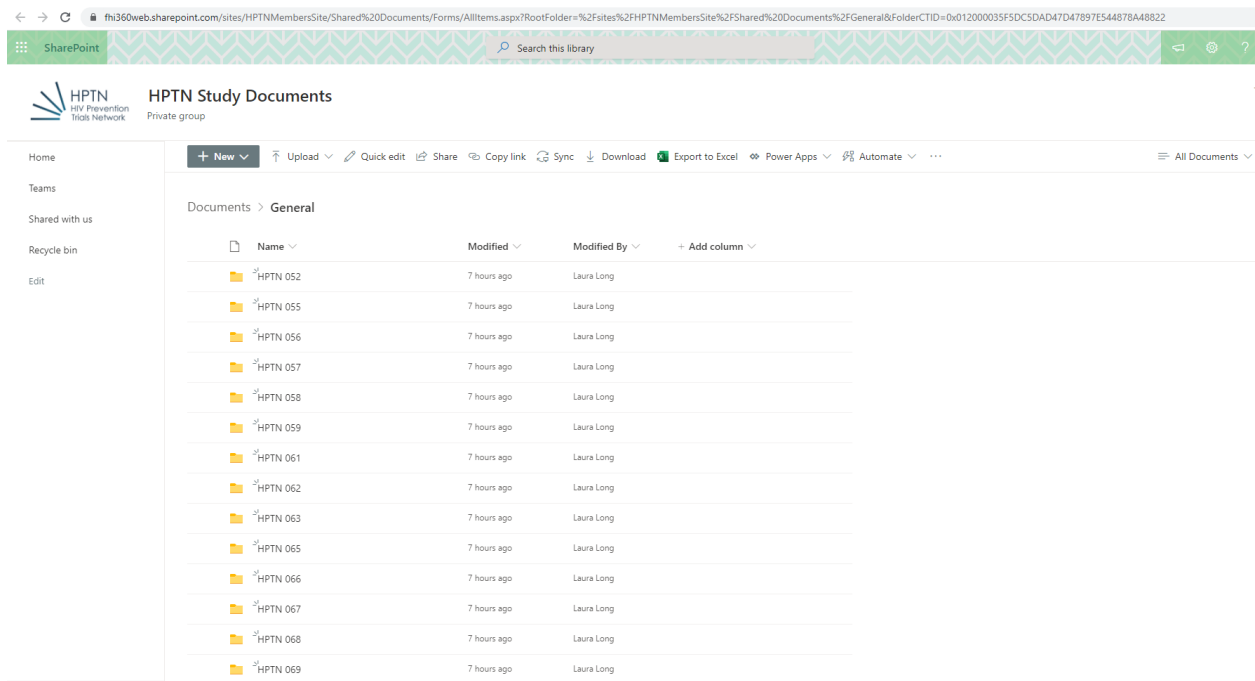 fhi360web.sharepoint.com/sites/HPTNMembersSite/Shared%20Documents/Forms/AllItems.aspx?RootFolder=%2Fsites%2FHPTNMembersSite%2FShared%20Documents%2FGeneral&FolderCTID=0x012000035F5DC5DAD47D47897E544878A48822
SharePoint Search this library ?
HPTN
HIV Prevention
Trials Network
HPTN Study Documents
Private group
Home
Teams
Shared with us
Recycle bin
Edit
+ New Upload Quick edit Share Copy link Sync Download Export to Excel Power Apps Automate ... All Documents
Documents > General
Name Modified Modified By + Add column
HPTN 052 7 hours ago Laura Long
HPTN 055 7 hours ago Laura Long
HPTN 056 7 hours ago Laura Long
HPTN 057 7 hours ago Laura Long
HPTN 058 7 hours ago Laura Long
HPTN 059 7 hours ago Laura Long
HPTN 061 7 hours ago Laura Long
HPTN 062 7 hours ago Laura Long
HPTN 063 7 hours ago Laura Long
HPTN 065 7 hours ago Laura Long
HPTN 066 7 hours ago Laura Long
HPTN 067 7 hours ago Laura Long
HPTN 068 7 hours ago Laura Long
HPTN 069 7 hours ago Laura Long